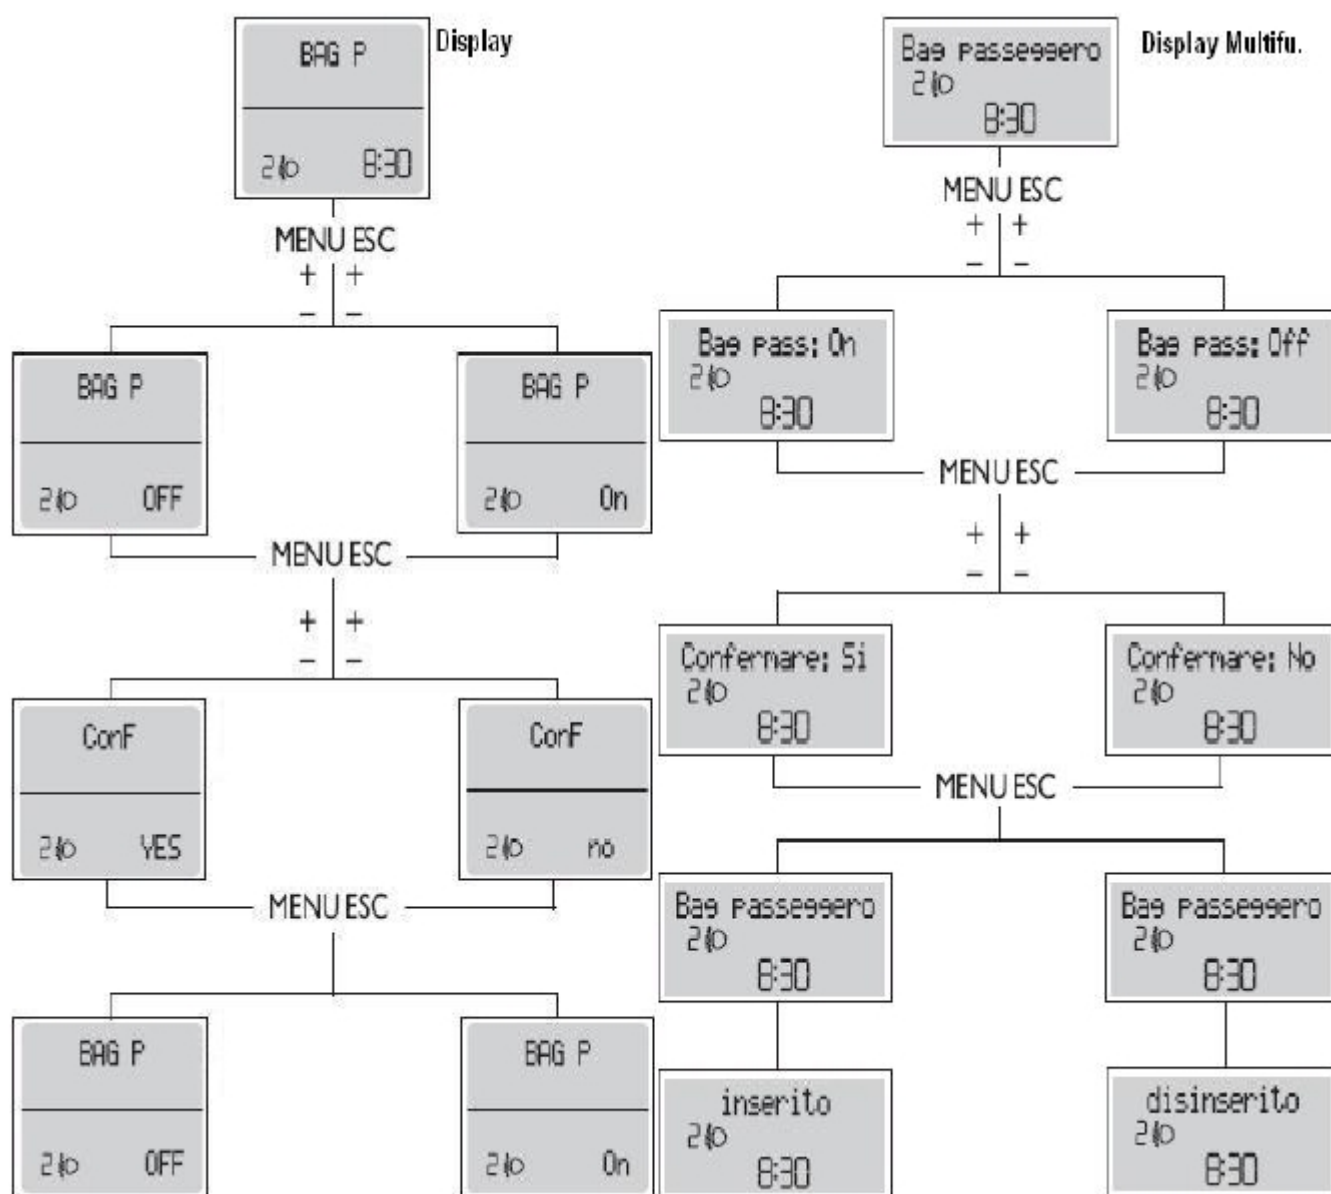 Display
BAG P
2 8:30
MENU ESC
+ +
– –
BAG P
2 OFF
BAG P
2 On
MENU ESC
+ +
– –
ConF
2 YES
ConF
2 no
MENU ESC
BAG P
2 OFF
BAG P
2 On
Display Multifu.
Bag passeggero
2
8:30
MENU ESC
+ +
– –
Bag pass: On
2
8:30
Bag pass: Off
2
8:30
MENU ESC
+ +
– –
Confermare: Si
2
8:30
Confermare: No
2
8:30
MENU ESC
Bag passeggero
2
8:30
Bag passeggero
2
8:30
inserito
2
8:30
disinserito
2
8:30